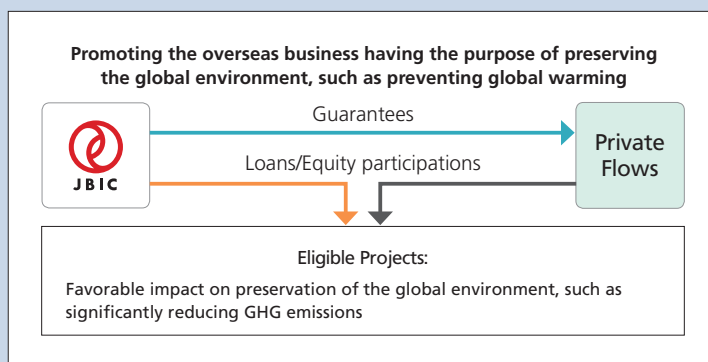 Promoting the overseas business having the purpose of preserving
the global environment, such as preventing global warming
Guarantees
JBIC
Loans/Equity participations
Private
Flows
Eligible Projects:
Favorable impact on preservation of the global environment, such as
significantly reducing GHG emissions